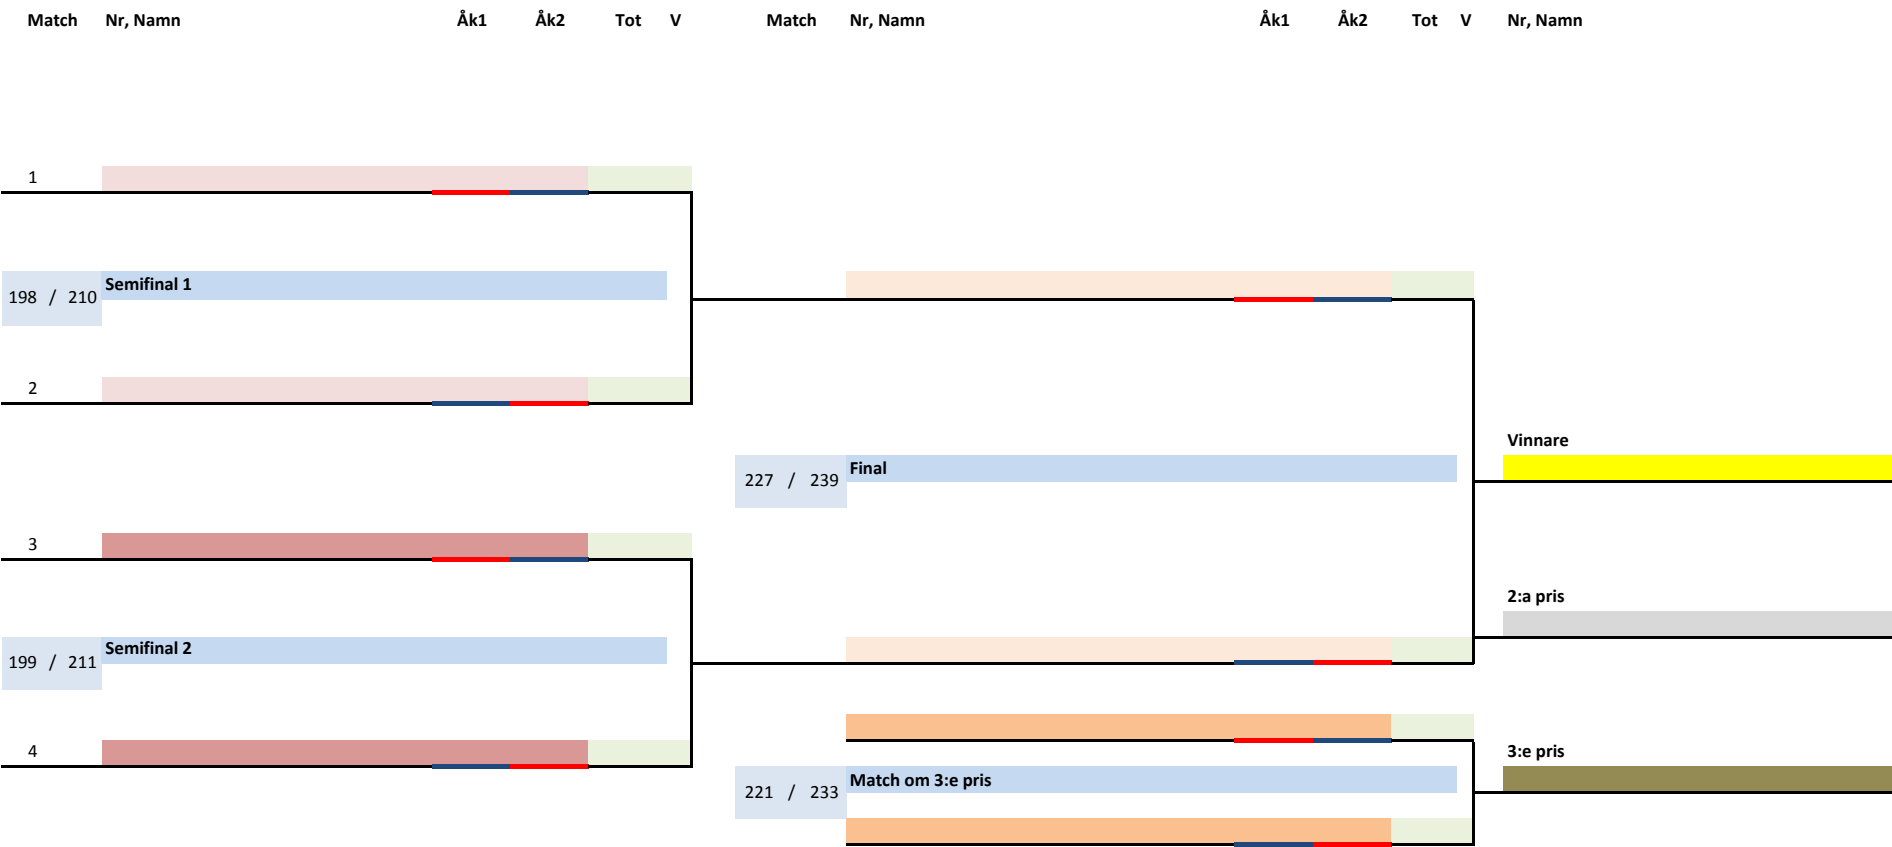 Match Nr, Namn Åk1 Åk2 Tot V Match Nr, Namn Åk1 Åk2 Tot V Nr, Namn
1
Semifinal 1
198 / 210
2
Vinnare
Final
227 / 239
3
2:a pris
Semifinal 2
199 / 211
4
3:e pris
Match om 3:e pris
221 / 233